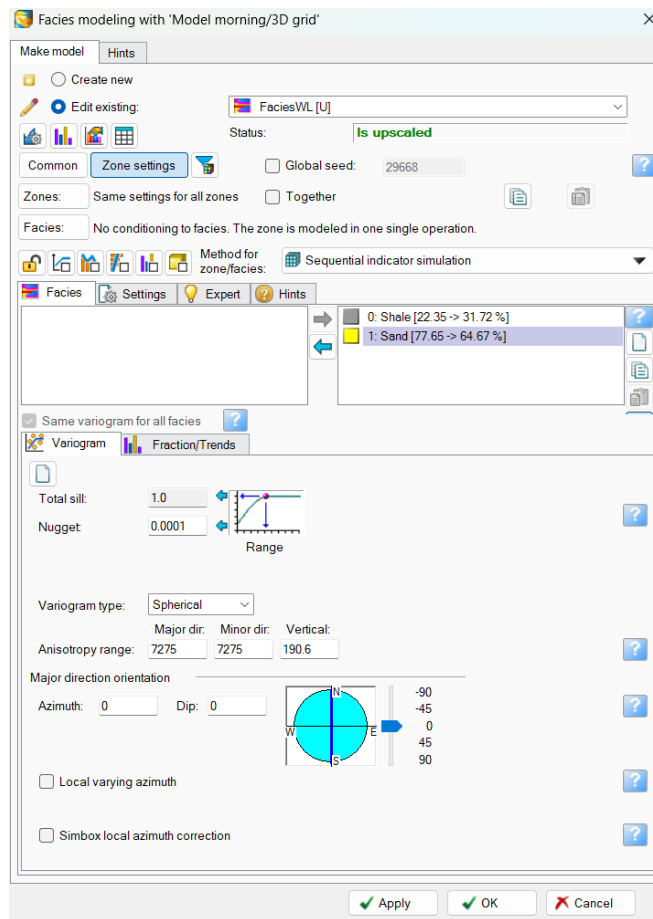 Facies modeling with 'Model morning/3D grid'
Make model Hints
Create new
Edit existing: FaciesWL [U]
Status: Is upscaled
Common Zone settings Global seed: 29668
Zones: Same settings for all zones Together
Facies: No conditioning to facies. The zone is modeled in one single operation.
Method for zone/facies: Sequential indicator simulation
Facies Settings Expert Hints
0: Shale [22.35 -> 31.72 %]
1: Sand [77.65 -> 64.67 %]
Same variogram for all facies
Variogram Fraction/Trends
Total sill: 1.0
Nugget: 0.0001
Range
Variogram type: Spherical
Major dir: Minor dir: Vertical:
Anisotropy range: 7275 7275 190.6
Major direction orientation
Azimuth: 0 Dip: 0
N
W E
S
-90
-45
0
45
90
Local varying azimuth
Simbox local azimuth correction
Apply OK Cancel